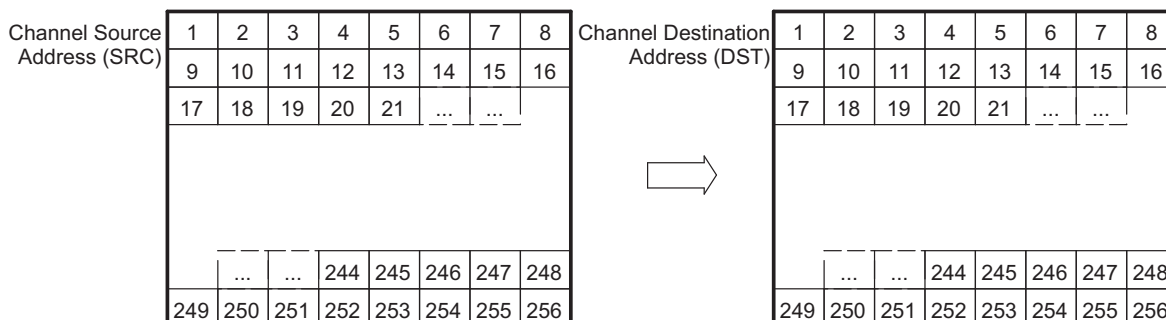 Channel Source
Address (SRC)
1 2 3 4 5 6 7 8
9 10 11 12 13 14 15 16
17 18 19 20 21 ... ...
... ... 244 245 246 247 248
249 250 251 252 253 254 255 256
Channel Destination
Address (DST)
1 2 3 4 5 6 7 8
9 10 11 12 13 14 15 16
17 18 19 20 21 ... ...
... ... 244 245 246 247 248
249 250 251 252 253 254 255 256